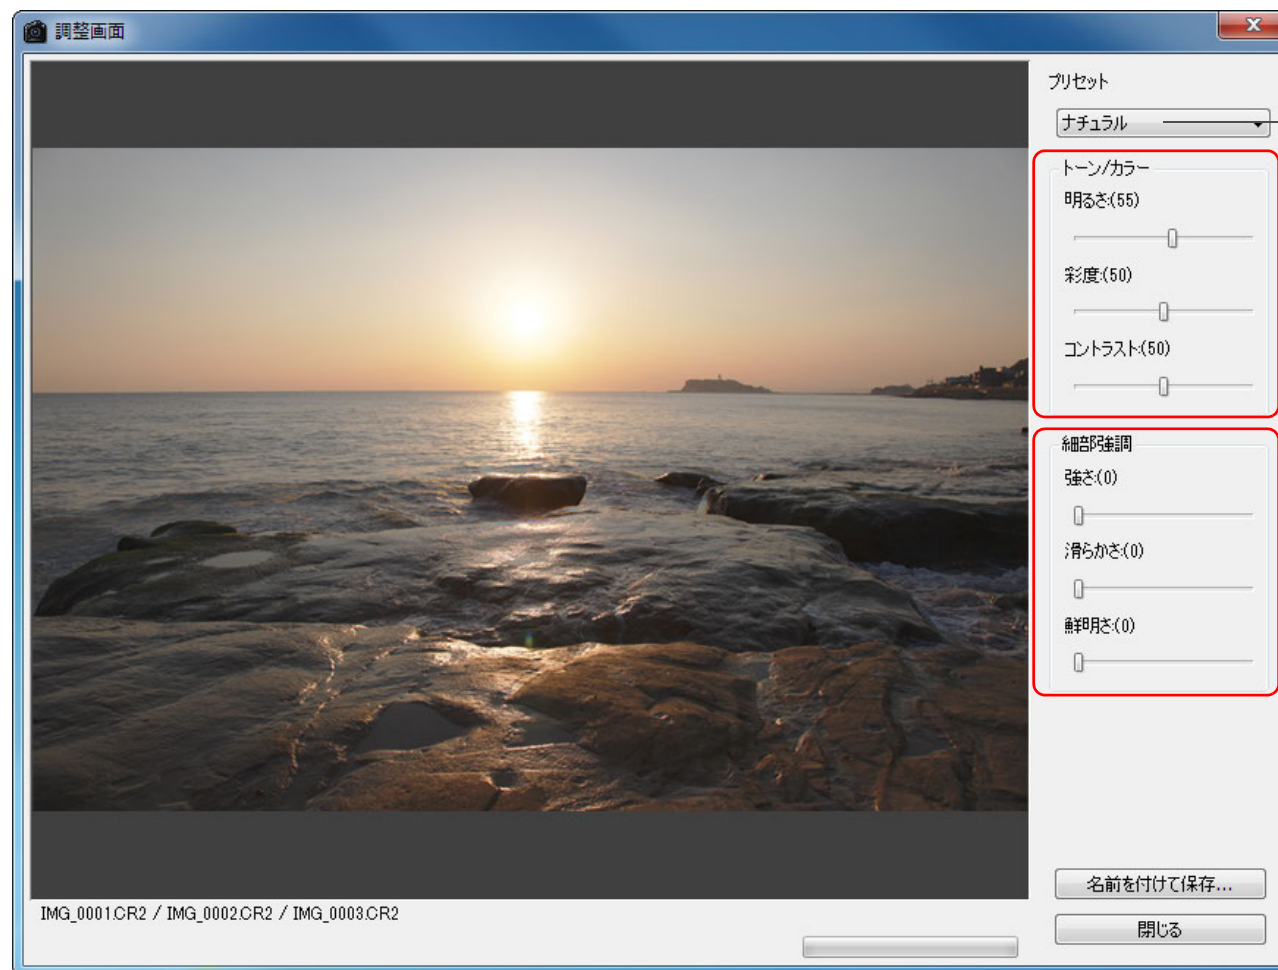 調整画面
プリセット
ナチュラル
トーン/カラー
明るさ:(55)
彩度:(50)
コントラスト:(50)
細部強調
強さ:(0)
滑らかさ:(0)
鮮明さ:(0)
名前を付けて保存...
IMG_0001.CR2 / IMG_0002.CR2 / IMG_0003.CR2
閉じる